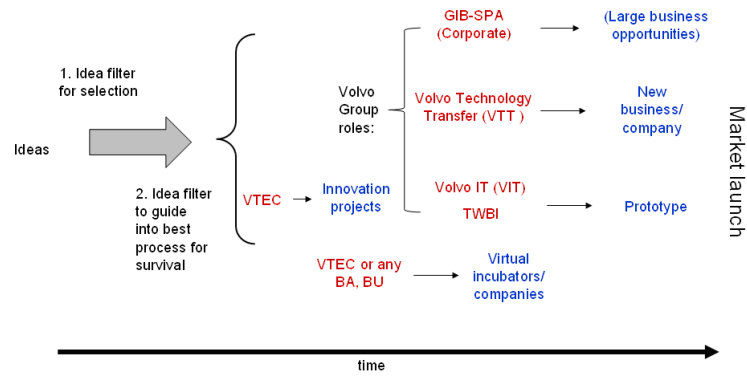 GIB-SPA
(Corporate)
(Large business
opportunities)
1. Idea filter
for selection
Volvo
Group
roles:
Volvo Technology
Transfer (VTT )
New
business/
company
Ideas
2. Idea filter
to guide
into best
process for
survival
VTEC
Innovation
projects
Volvo IT (VIT)
TWBI
Prototype
VTEC or any
BA, BU
Virtual
incubators/
companies
Market launch
time